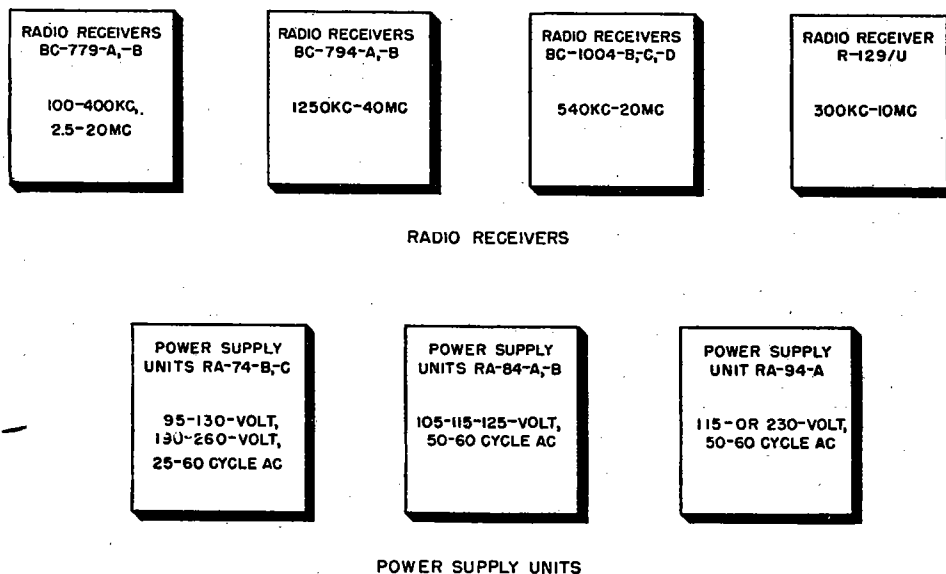 RADIO RECEIVERS
BC-779-A,-B
100-400KC,
2.5-20MC
RADIO RECEIVERS
BC-794-A,-B
1250KC-40MC
RADIO RECEIVERS
BC-1004-B,-C,-D
540KC-20MC
RADIO RECEIVER
R-129/U
300KC-10MC
RADIO RECEIVERS
POWER SUPPLY
UNITS RA-74-B,-C
95-130-VOLT,
190-260-VOLT,
25-60 CYCLE AC
POWER SUPPLY
UNITS RA-84-A,-B
105-115-125-VOLT,
50-60 CYCLE AC
POWER SUPPLY
UNIT RA-94-A
115-OR 230-VOLT,
50-60 CYCLE AC
POWER SUPPLY UNITS